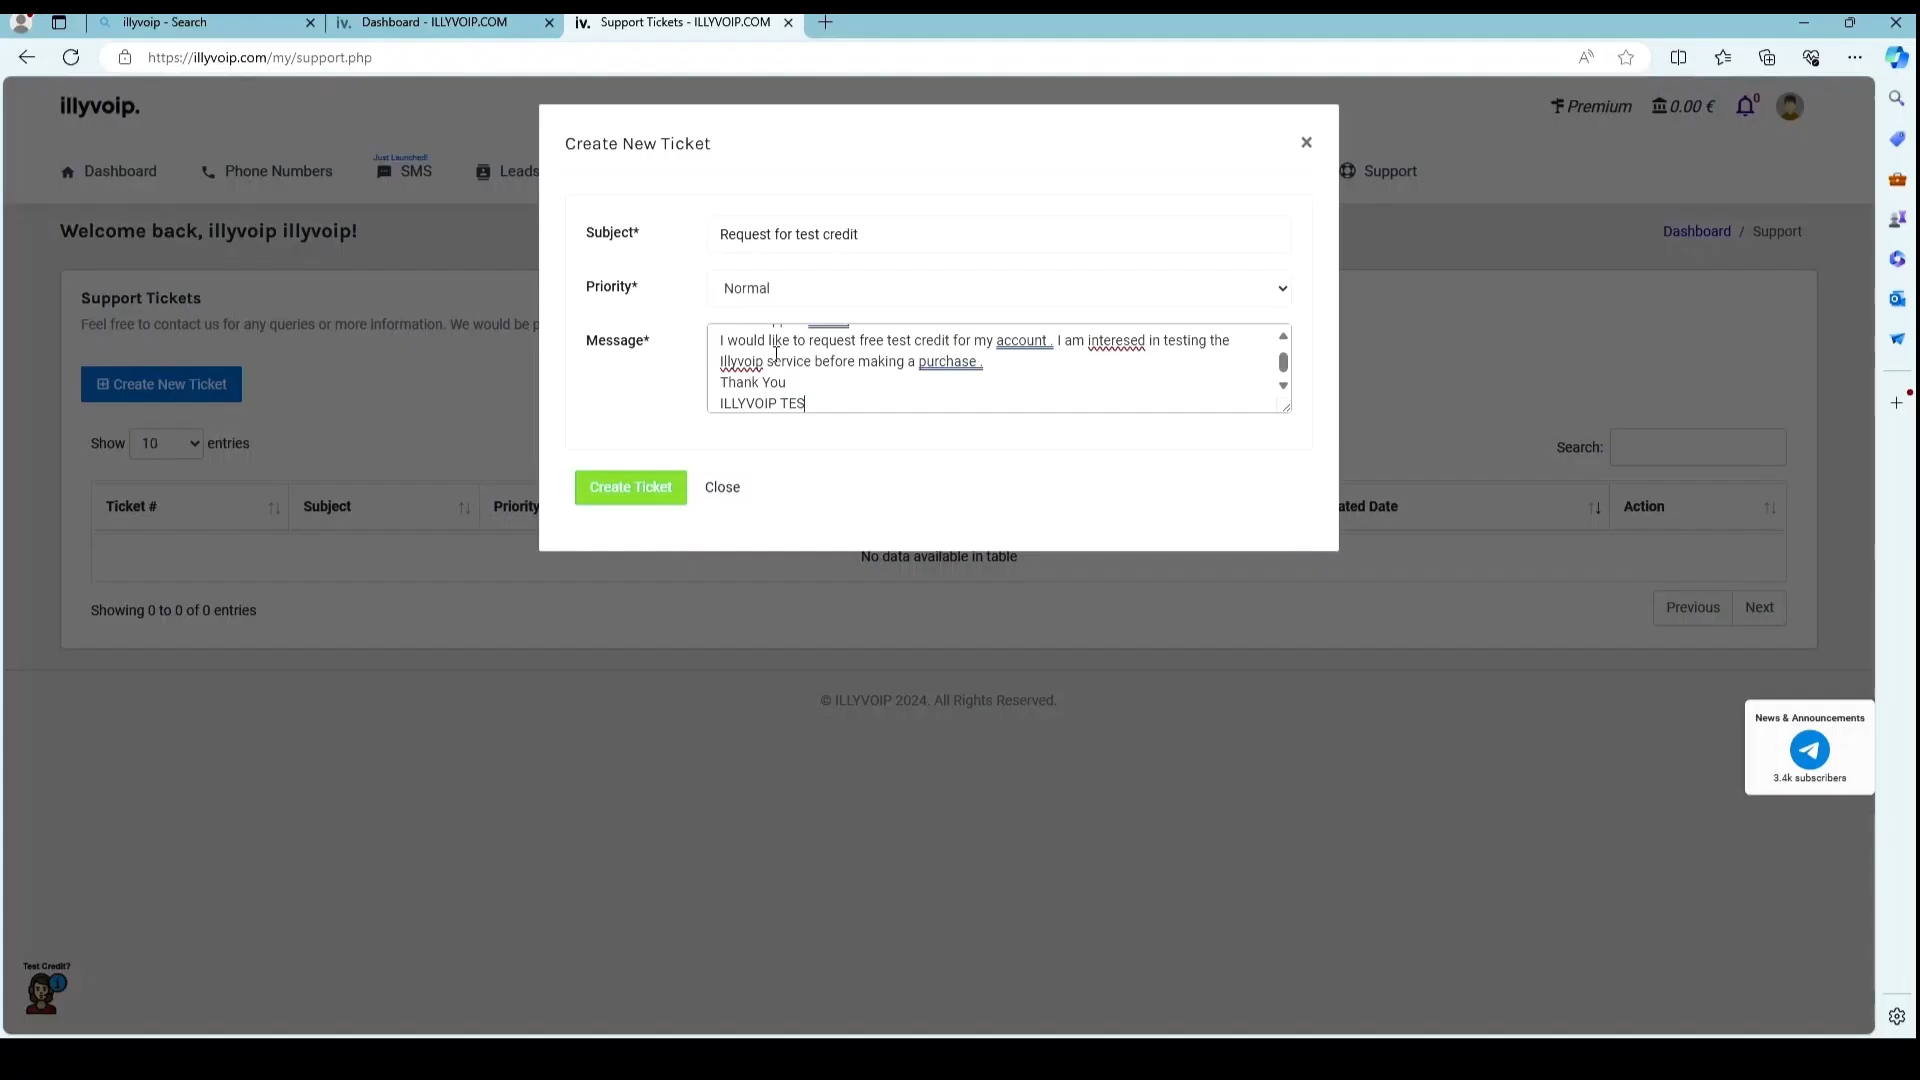 illyvoip - Search
iv. Dashboard - ILLYVOIP.COM
iv. Support Tickets - ILLYVOIP.COM
https://illyvoip.com/my/support.php
illyvoip.
Premium
0.00 €
0
Dashboard
Phone Numbers
Just Launched!
SMS
Leads
Support
Welcome back, illyvoip illyvoip!
Dashboard / Support
Support Tickets
Feel free to contact us for any queries or more information. We would be p
Create New Ticket
Show 10 entries
Search:
Ticket #
Subject
Priority
ated Date
Action
No data available in table
Showing 0 to 0 of 0 entries
Previous
Next
Create New Ticket
Subject*
Request for test credit
Priority*
Normal
Message*
I would like to request free test credit for my account . I am interesed in testing the
Illyvoip service before making a purchase .
Thank You
ILLYVOIP TES
Create Ticket
Close
© ILLYVOIP 2024. All Rights Reserved.
News & Announcements
3.4k subscribers
Test Credit?